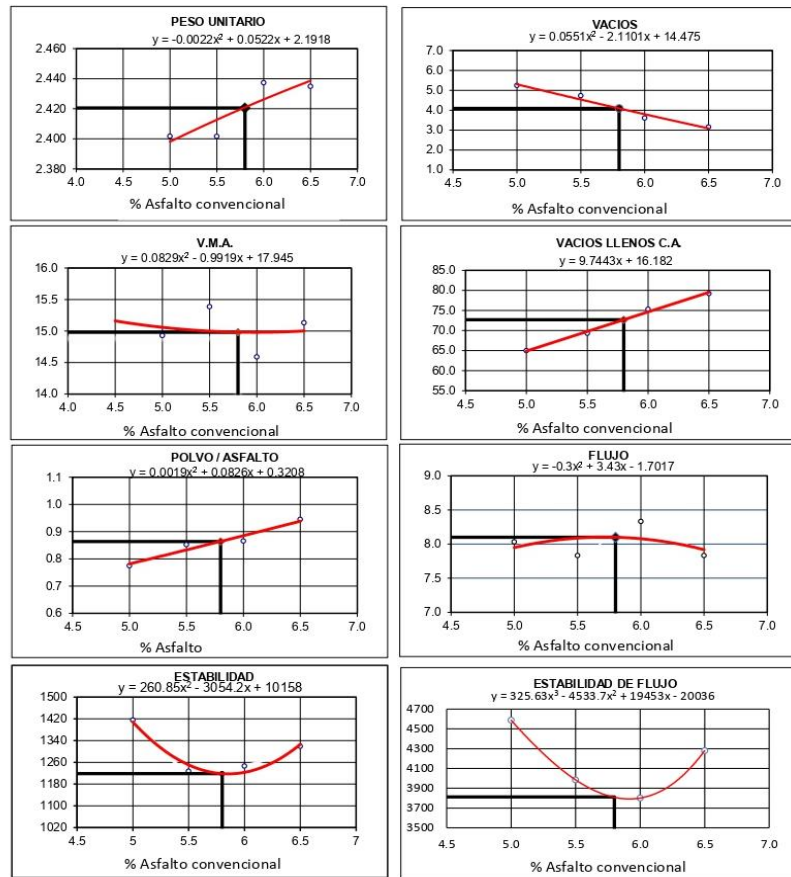 PESO UNITARIO
y = -0.0022x² + 0.0522x + 2.1918
2.460
2.440
2.420
2.400
2.380
4.0 4.5 5.0 5.5 6.0 6.5 7.0
% Asfalto convencional
VACIOS
y = 0.0551x² - 2.1101x + 14.475
7.0
6.0
5.0
4.0
3.0
2.0
1.0
4.5 5.0 5.5 6.0 6.5 7.0
% Asfalto convencional
V.M.A.
y = 0.0829x² - 0.9919x + 17.945
16.0
15.5
15.0
14.5
14.0
4.0 4.5 5.0 5.5 6.0 6.5 7.0
% Asfalto convencional
VACIOS LLENOS C.A.
y = 9.7443x + 16.182
85.0
80.0
75.0
70.0
65.0
60.0
55.0
4.5 5.0 5.5 6.0 6.5 7.0
% Asfalto convencional
POLVO / ASFALTO
y = 0.0019x² + 0.0826x + 0.3208
1.1
1.0
0.9
0.8
0.7
0.6
4.5 5.0 5.5 6.0 6.5 7.0
% Asfalto
FLUJO
y = -0.3x² + 3.43x - 1.7017
9.0
8.5
8.0
7.5
7.0
4.5 5.0 5.5 6.0 6.5 7.0
% Asfalto convencional
ESTABILIDAD
y = 260.85x² - 3054.2x + 10158
1500
1420
1340
1260
1180
1100
1020
4.5 5 5.5 6 6.5 7
% Asfalto convencional
ESTABILIDAD DE FLUJO
y = 325.63x³ - 4533.7x² + 19453x - 20036
4700
4300
3900
3700
3500
4.5 5.0 5.5 6.0 6.5 7.0
% Asfalto convencional